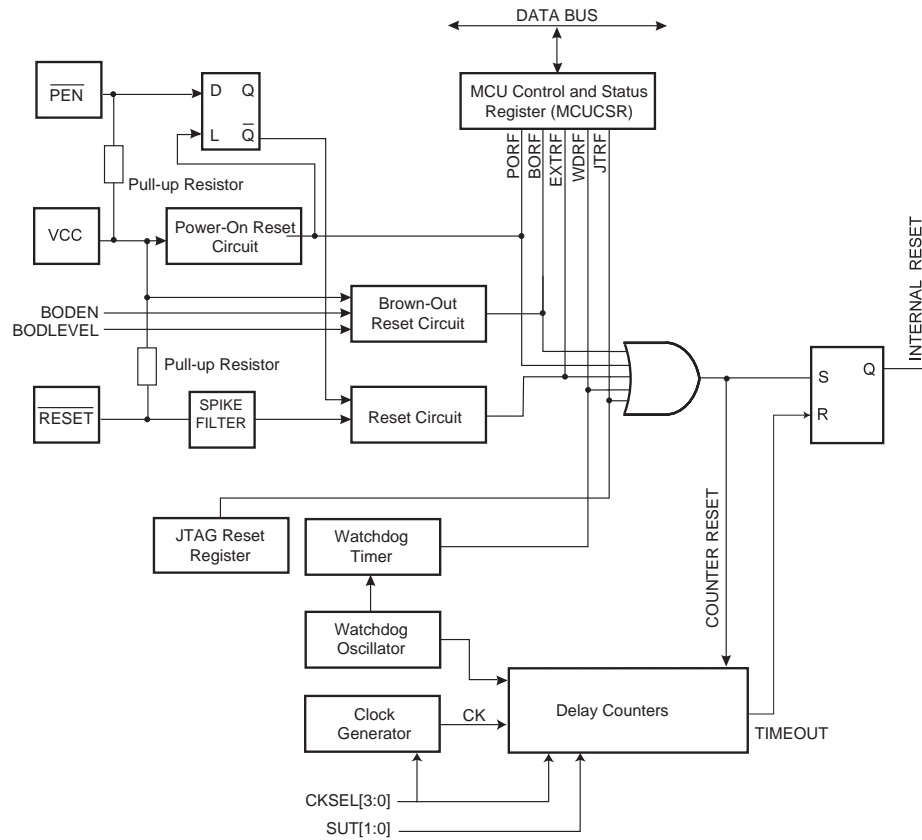 DATA BUS
PEN
D Q
L Q
MCU Control and Status
Register (MCUCSR)
PORF
BORF
EXTRF
WDRF
JTRF
Pull-up Resistor
VCC
Power-On Reset
Circuit
BODEN
BODLEVEL
Brown-Out
Reset Circuit
Pull-up Resistor
RESET
SPIKE
FILTER
Reset Circuit
S Q
R
INTERNAL RESET
JTAG Reset
Register
Watchdog
Timer
COUNTER RESET
Watchdog
Oscillator
Clock
Generator
CK
Delay Counters
TIMEOUT
CKSEL[3:0]
SUT[1:0]